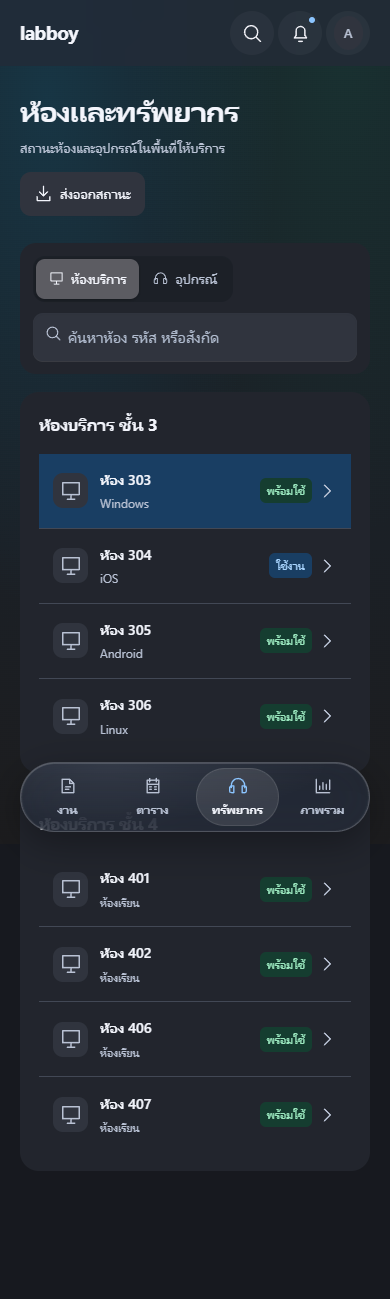 labboy
A
ห้องและทรัพยากร
สถานะห้องและอุปกรณ์ในพื้นที่ให้บริการ
ส่งออกสถานะ
ห้องบริการ
อุปกรณ์
ค้นหาห้อง รหัส หรือสังกัด
ห้องบริการ ชั้น 3
ห้อง 303
Windows
พร้อมใช้
ห้อง 304
iOS
ใช้งาน
ห้อง 305
Android
พร้อมใช้
ห้อง 306
Linux
พร้อมใช้
งาน
ตาราง
ทรัพยากร
ภาพรวม
ห้องบริการ ชั้น 4
ห้อง 401
ห้องเรียน
พร้อมใช้
ห้อง 402
ห้องเรียน
พร้อมใช้
ห้อง 406
ห้องเรียน
พร้อมใช้
ห้อง 407
ห้องเรียน
พร้อมใช้